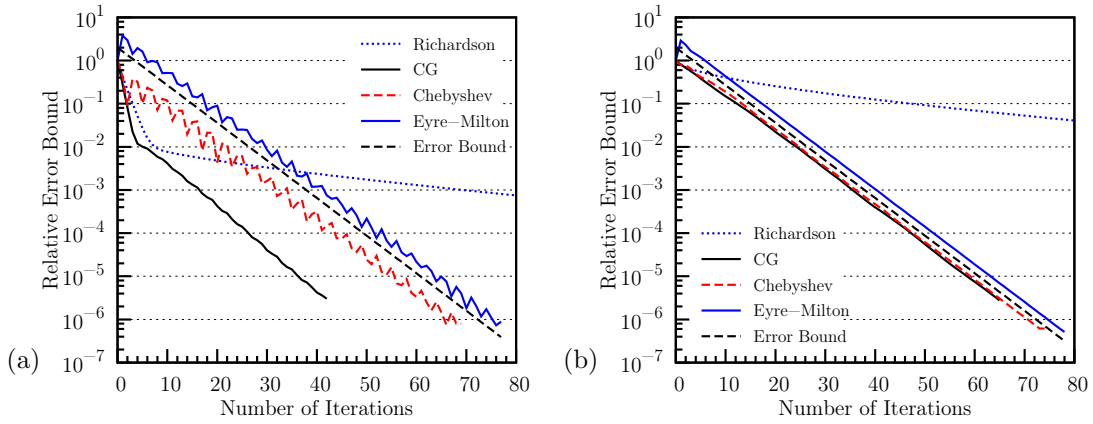 10^1
10^0
10^-1
10^-2
10^-3
10^-4
10^-5
10^-6
10^-7
Relative Error Bound
Richardson
CG
Chebyshev
Eyre−Milton
Error Bound
(a)
0 10 20 30 40 50 60 70 80
Number of Iterations
10^1
10^0
10^-1
10^-2
10^-3
10^-4
10^-5
10^-6
10^-7
Relative Error Bound
Richardson
CG
Chebyshev
Eyre−Milton
Error Bound
(b)
0 10 20 30 40 50 60 70 80
Number of Iterations